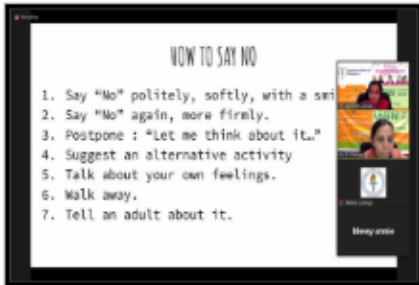 HOW TO SAY NO
1. Say “No” politely, softly, with a smi
2. Say “No” again, more firmly.
3. Postpone : “Let me think about it…”
4. Suggest an alternative activity
5. Talk about your own feelings.
6. Walk away.
7. Tell an adult about it.